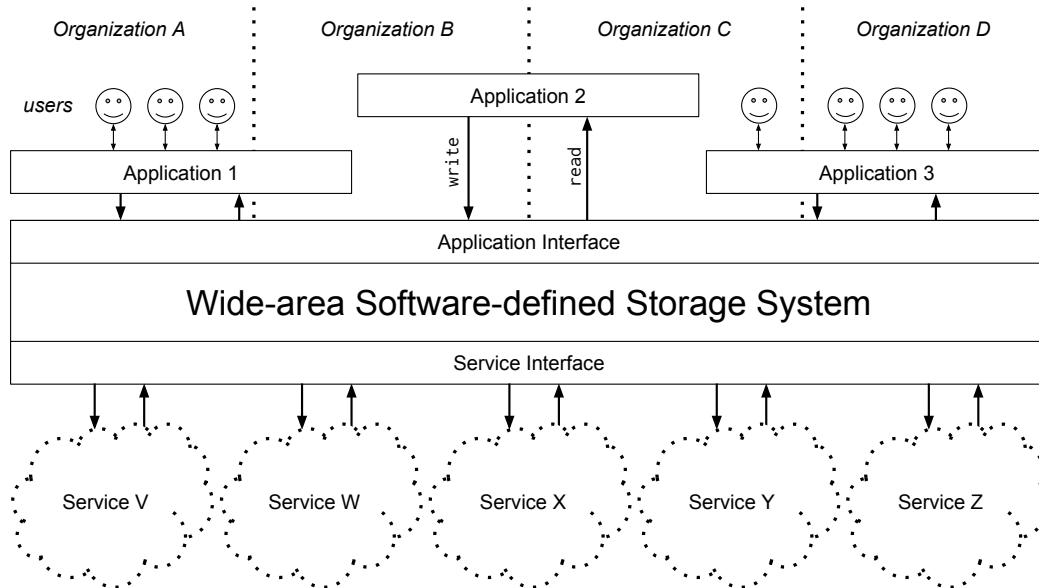 Organization A
Organization B
Organization C
Organization D
users
Application 2
Application 1
write
read
Application 3
Application Interface
Wide-area Software-defined Storage System
Service Interface
Service V
Service W
Service X
Service Y
Service Z